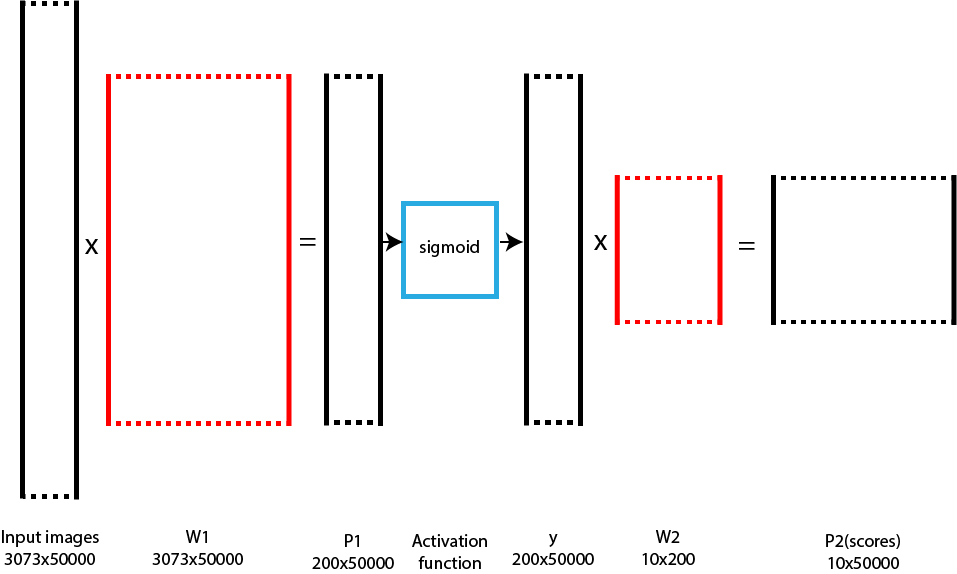 x
=
sigmoid
x
=
Input images
3073x50000
W1
3073x50000
P1
200x50000
Activation
function
y
200x50000
W2
10x200
P2(scores)
10x50000